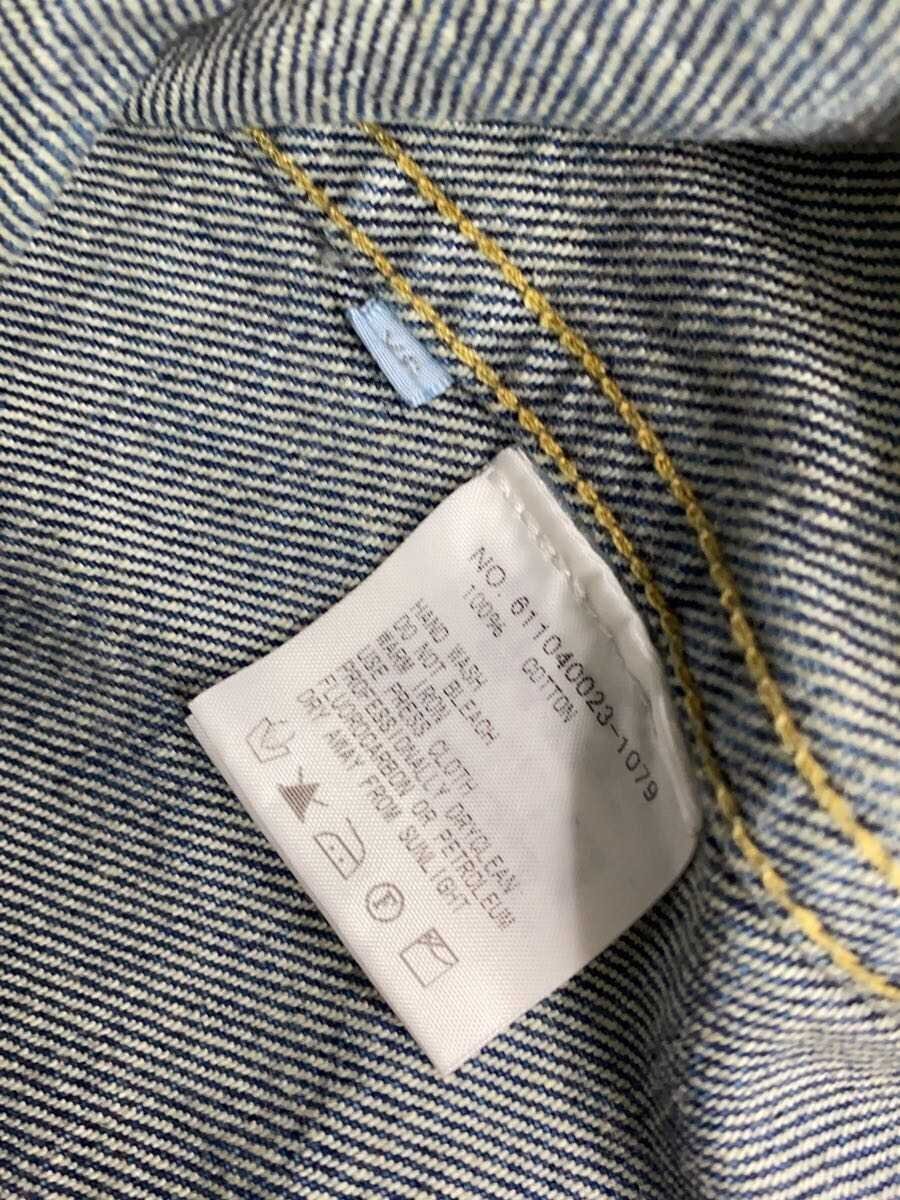 NO. 6111040023-1079
100% COTTON
HAND WASH
DO NOT BLEACH
WARM IRON
USE PRESS CLOTH
PROFESSIONALLY DRYCLEAN
FLUOROCARBON OR PETROLEUM
DRY AWAY FROM SUNLIGHT
F